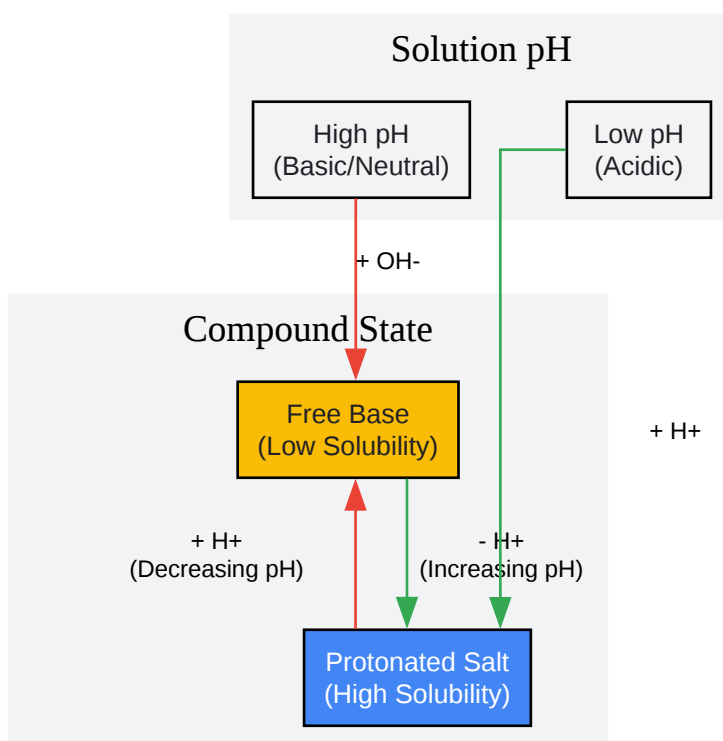 Solution pH
High pH
(Basic/Neutral)
Low pH
(Acidic)
+ OH-
Compound State
Free Base
(Low Solubility)
+ H+
+ H+
(Decreasing pH)
- H+
(Increasing pH)
Protonated Salt
(High Solubility)